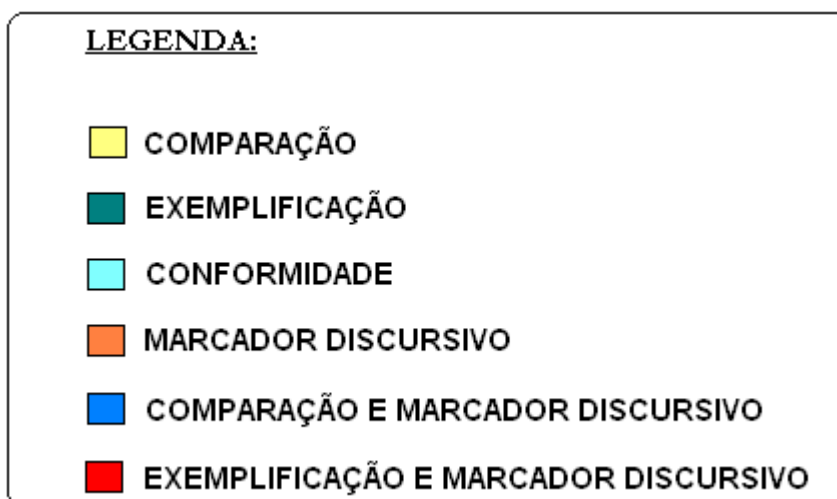 LEGENDA:
COMPARAÇÃO
EXEMPLIFICAÇÃO
CONFORMIDADE
MARCADOR DISCURSIVO
COMPARAÇÃO E MARCADOR DISCURSIVO
EXEMPLIFICAÇÃO E MARCADOR DISCURSIVO